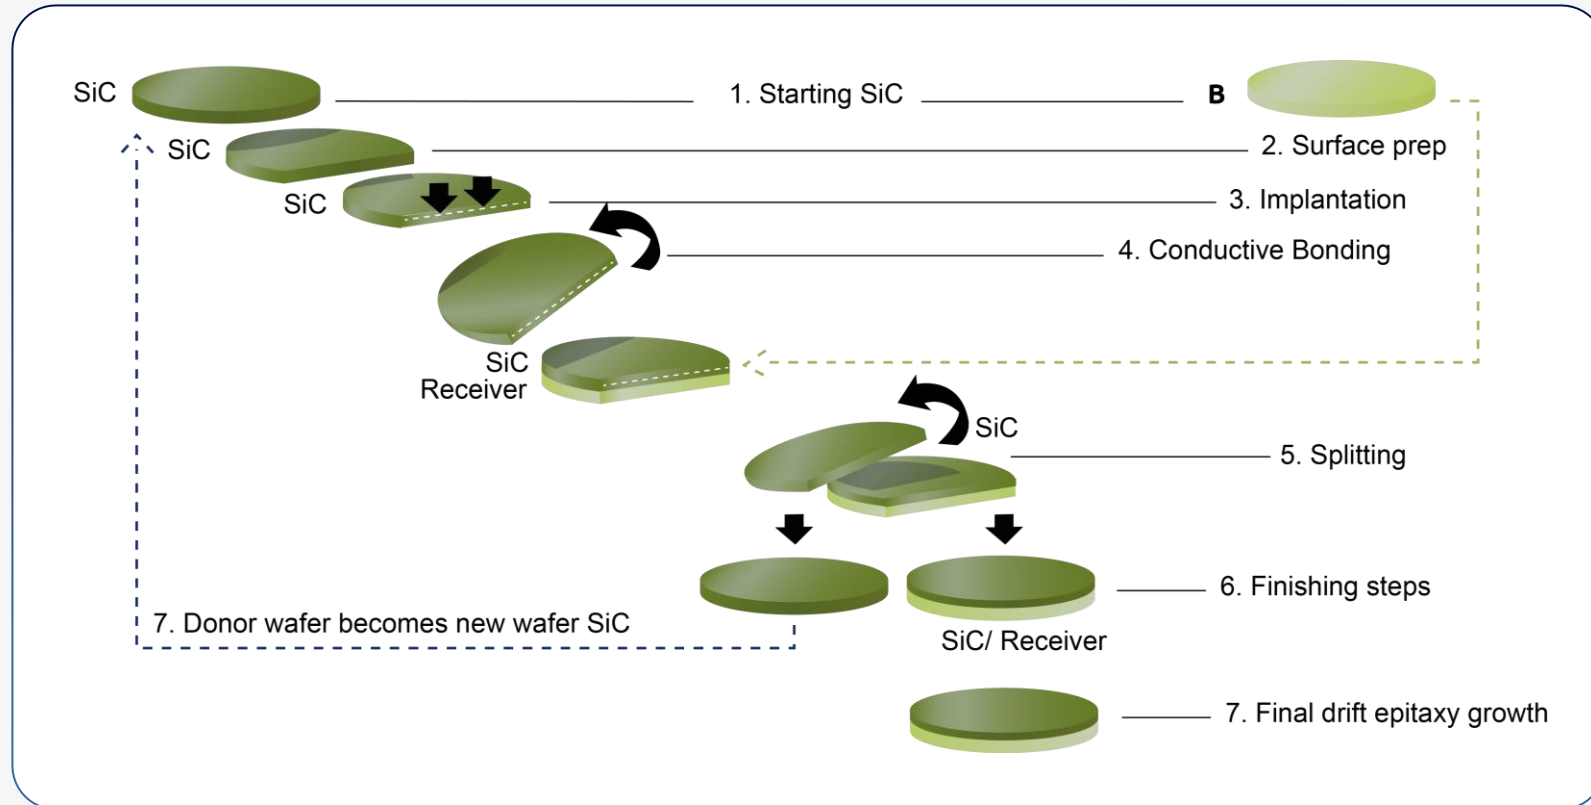 SiC
1. Starting SiC
B
SiC
2. Surface prep
SiC
3. Implantation
4. Conductive Bonding
SiC
Receiver
SiC
5. Splitting
6. Finishing steps
7. Donor wafer becomes new wafer SiC
SiC/ Receiver
7. Final drift epitaxy growth